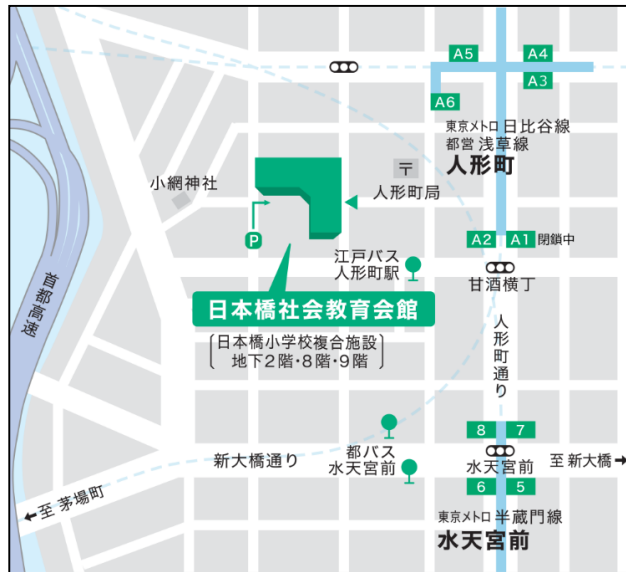 A5
A4
A3
A6
東京メトロ 日比谷線
都営 浅草線
人形町
〒
人形町局
小網神社
P
A2
A1 閉鎖中
江戸バス
人形町駅
甘酒横丁
首都高速
日本橋社会教育会館
日本橋小学校複合施設
地下2階・8階・9階
人形町通り
8
7
都バス
水天宮前
新大橋通り
水天宮前
至 新大橋→
6
5
←至 茅場町
東京メトロ 半蔵門線
水天宮前